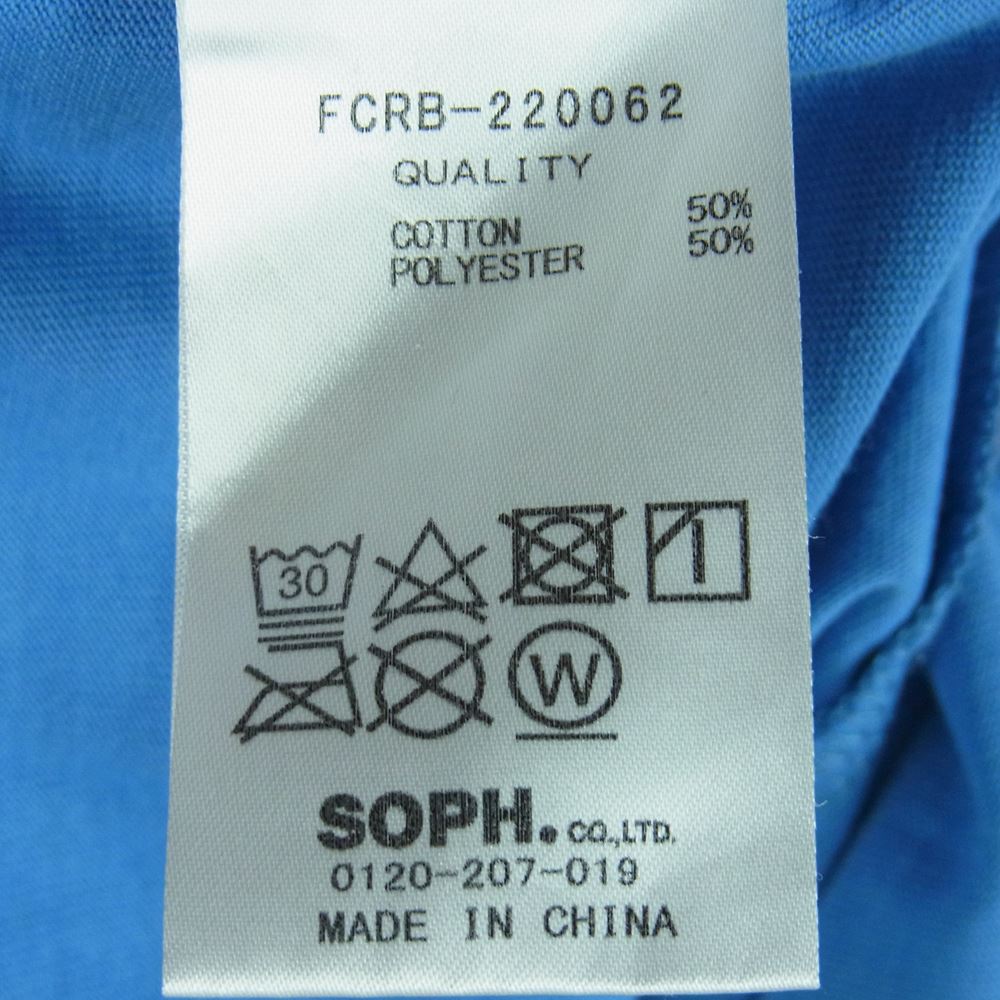 FCRB-220062
QUALITY
COTTON 50%
POLYESTER 50%
30
W
SOPH. CO.,LTD.
0120-207-019
MADE IN CHINA